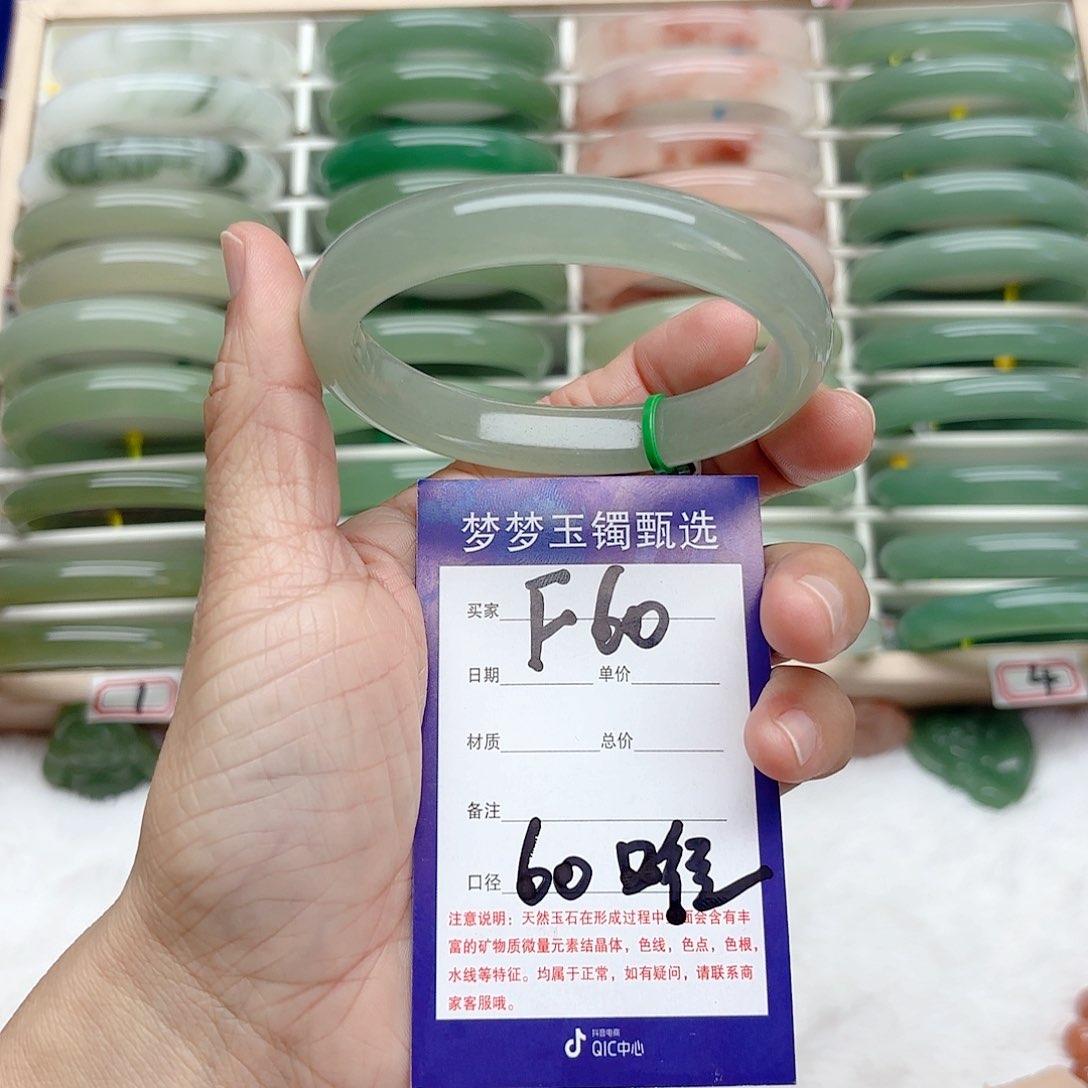 梦梦玉镯甄选
买家 F60
日期 单价
材质 总价
备注
口径 60 唯
注意说明：天然玉石在形成过程中 面会含有丰
富的矿物质微量元素结晶体，色线，色点，色根，
水线等特征。均属于正常，如有疑问，请联系商
家客服哦。
抖音电商
QIC中心
1
4